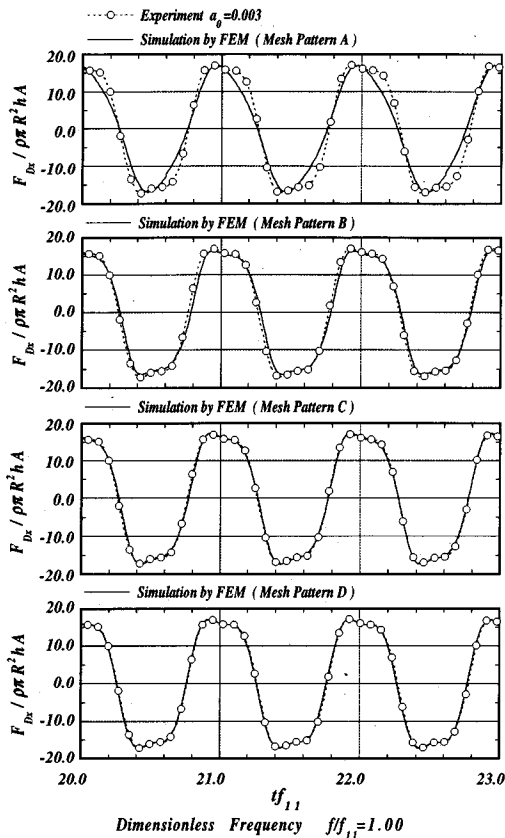 Experiment a₀=0.003
Simulation by FEM ( Mesh Pattern A )
20.0
10.0
0.0
-10.0
-20.0
F_Dx / ρπR²hA
Simulation by FEM ( Mesh Pattern B )
20.0
10.0
0.0
-10.0
-20.0
F_Dx / ρπR²hA
Simulation by FEM ( Mesh Pattern C )
20.0
10.0
0.0
-10.0
-20.0
F_Dx / ρπR²hA
Simulation by FEM ( Mesh Pattern D )
20.0
10.0
0.0
-10.0
-20.0
F_Dx / ρπR²hA
20.0 21.0 22.0 23.0
tf₁₁
Dimensionless Frequency f/f₁₁=1.00